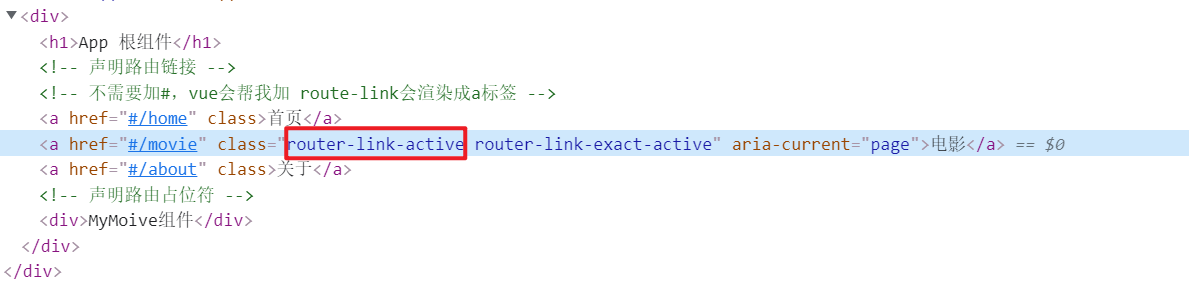 ▼<div>
<h1>App 根组件</h1>
<!-- 声明路由链接 -->
<!-- 不需要加#，vue会帮我加 route-link会渲染成a标签 -->
<a href="#/home" class>首页</a>
<a href="#/movie" class="router-link-active router-link-exact-active" aria-current="page">电影</a> == $0
<a href="#/about" class>关于</a>
<!-- 声明路由占位符 -->
<div>MyMoive组件</div>
</div>
</div>